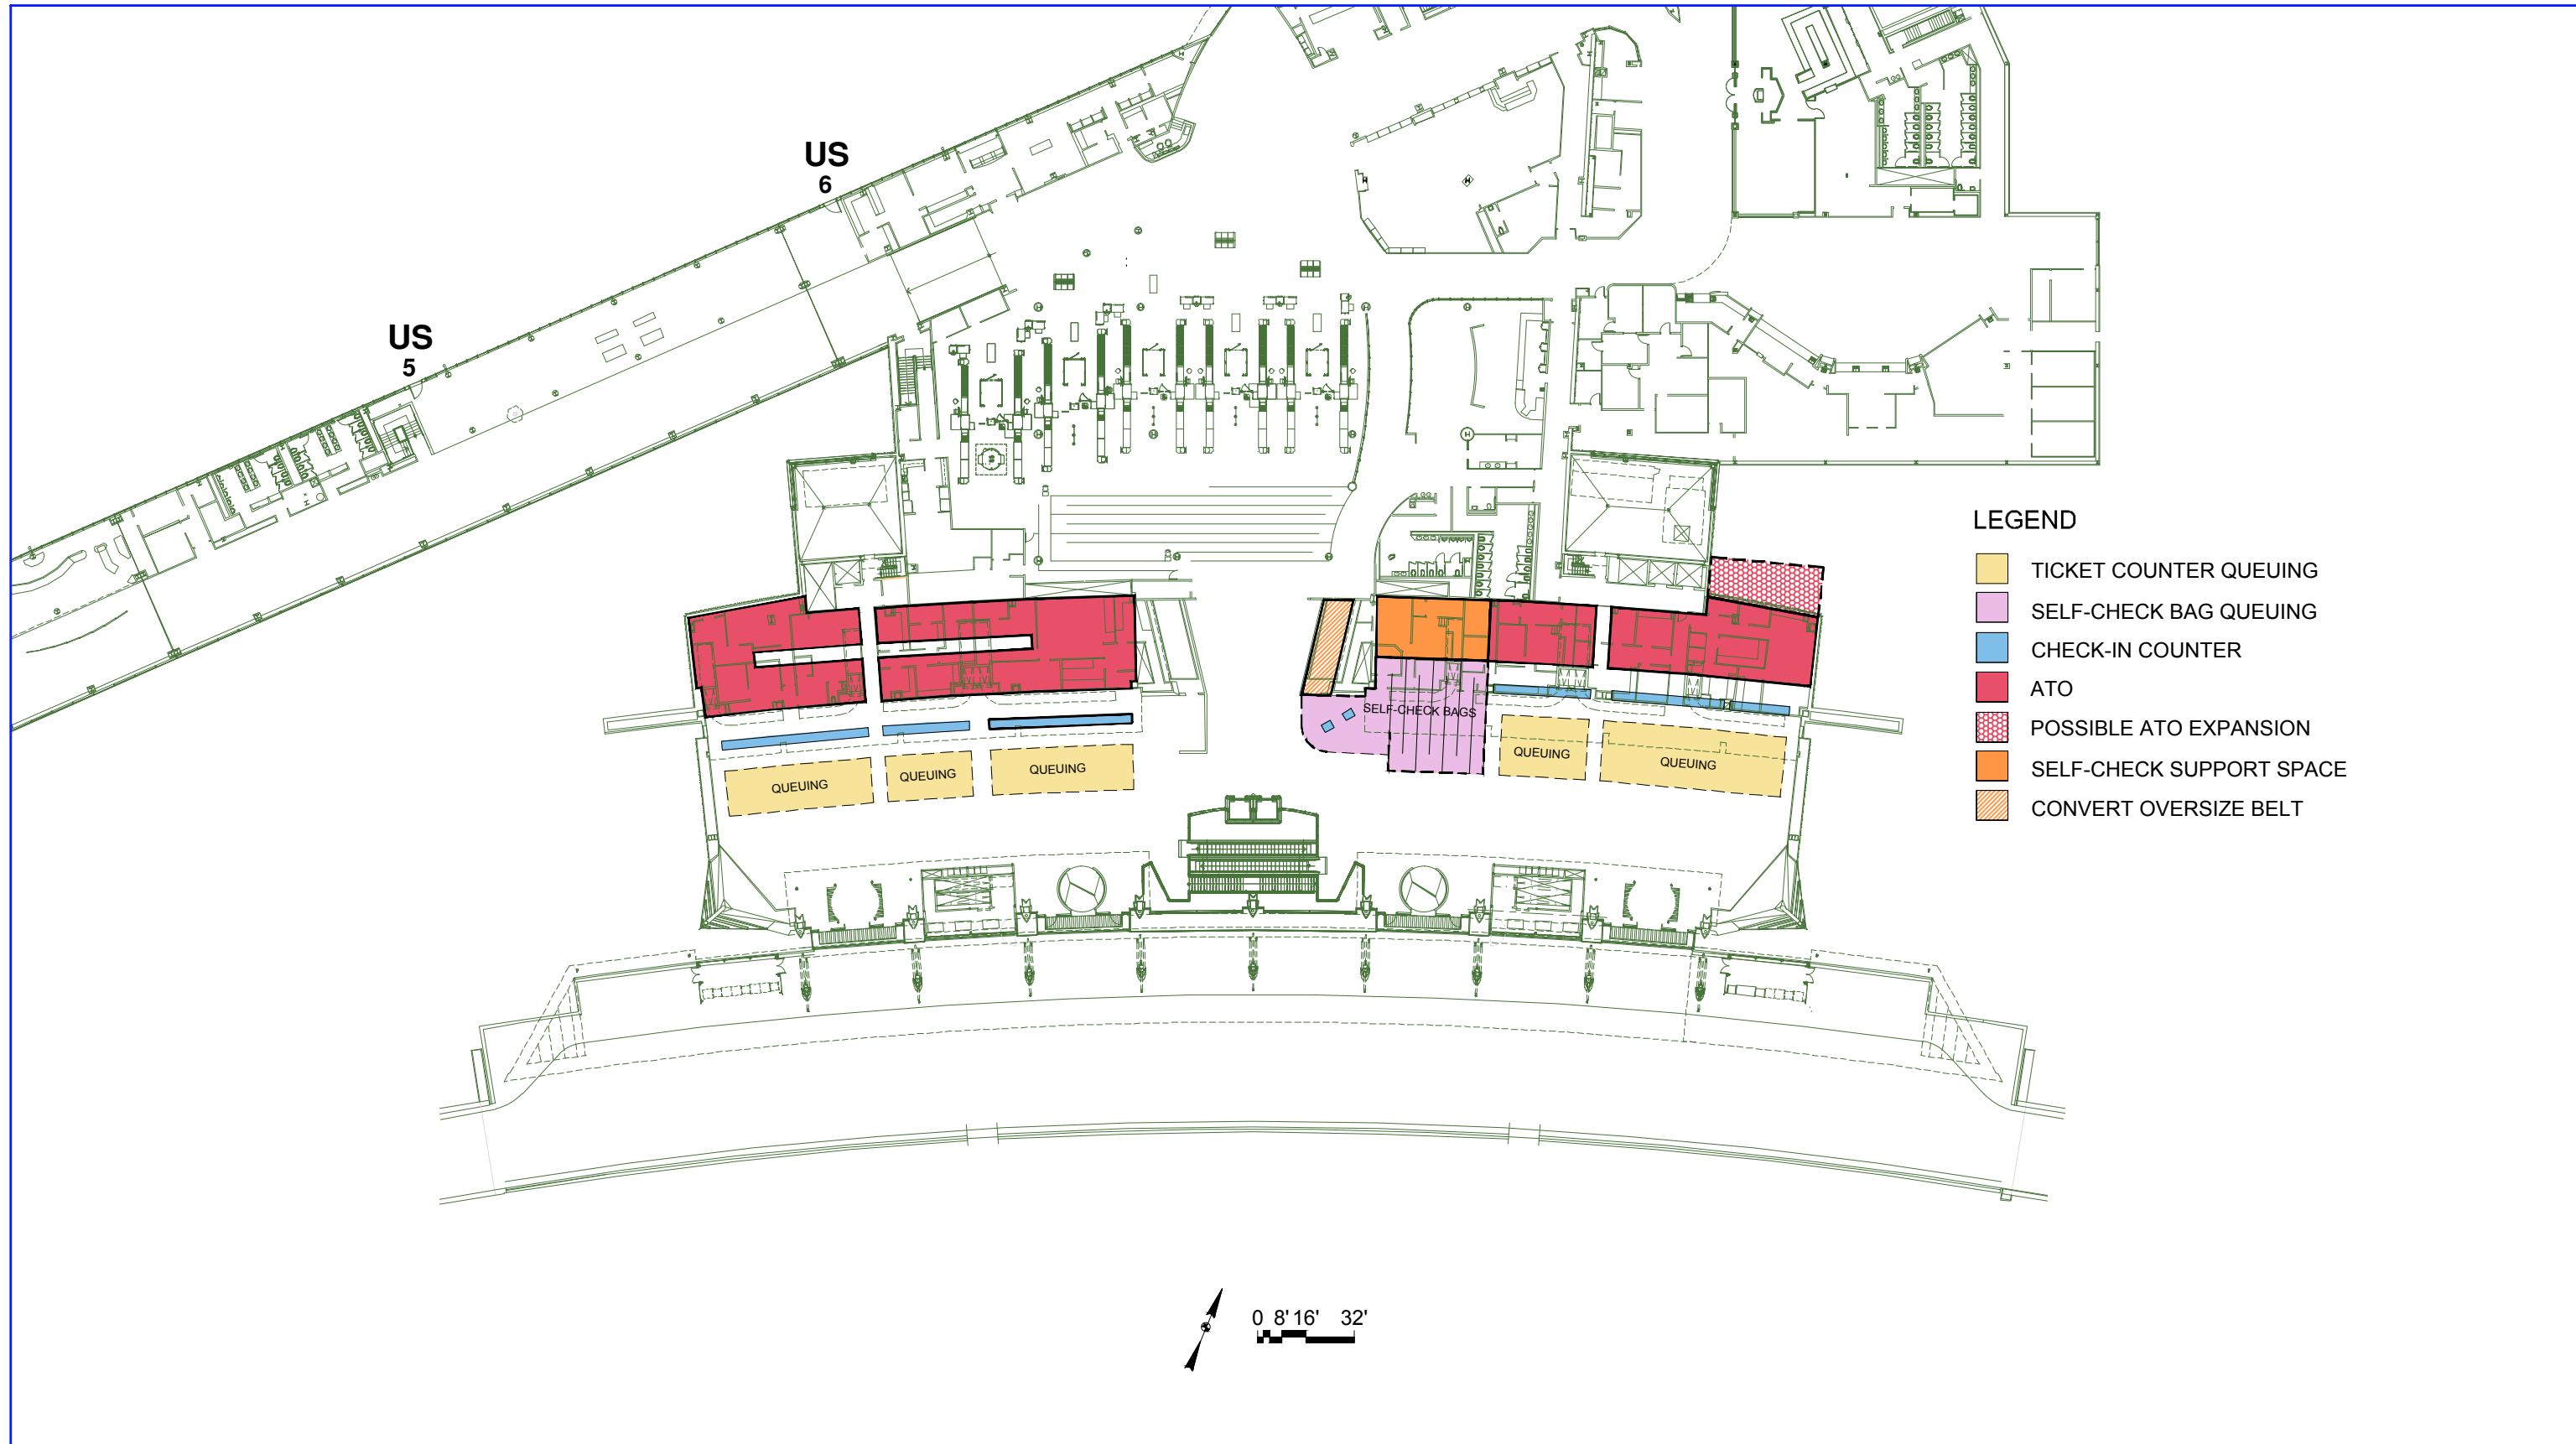 US
6
US
5
LEGEND
TICKET COUNTER QUEUING
SELF-CHECK BAG QUEUING
CHECK-IN COUNTER
ATO
POSSIBLE ATO EXPANSION
SELF-CHECK SUPPORT SPACE
CONVERT OVERSIZE BELT
SELF-CHECK BAGS
QUEUING
QUEUING
QUEUING
QUEUING
QUEUING
0 8' 16' 32'